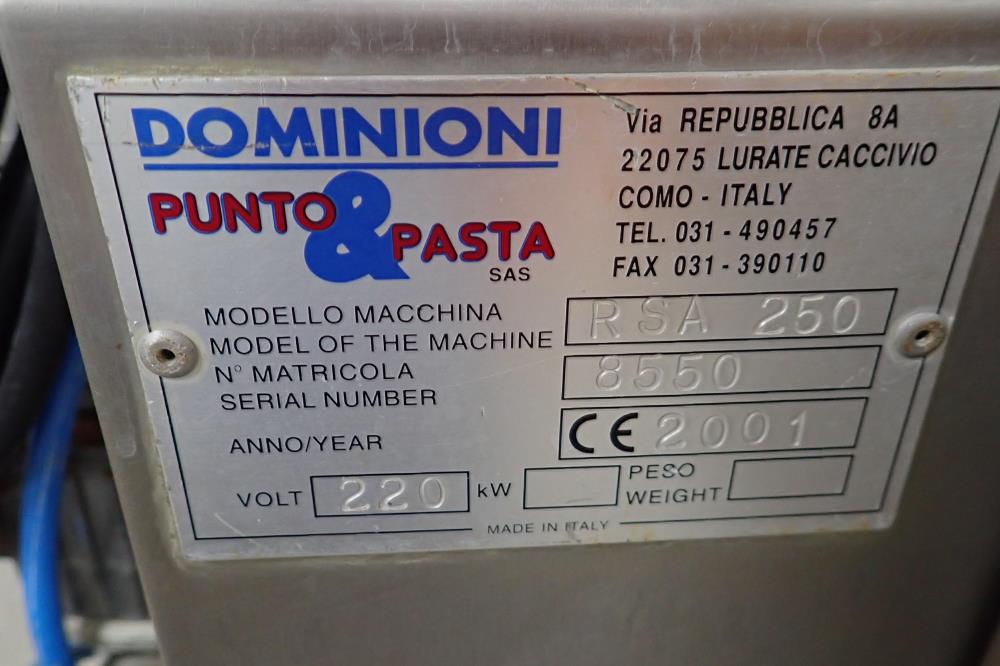 DOMINIONI
PUNTO & PASTA
SAS
Via REPUBBLICA 8A
22075 LURATE CACCIVIO
COMO - ITALY
TEL. 031 - 490457
FAX 031 - 390110
MODELLO MACCHINA
MODEL OF THE MACHINE
RSA 250
N° MATRICOLA
SERIAL NUMBER
8550
ANNO/YEAR
CE 2001
VOLT 220 kW
PESO
WEIGHT
MADE IN ITALY